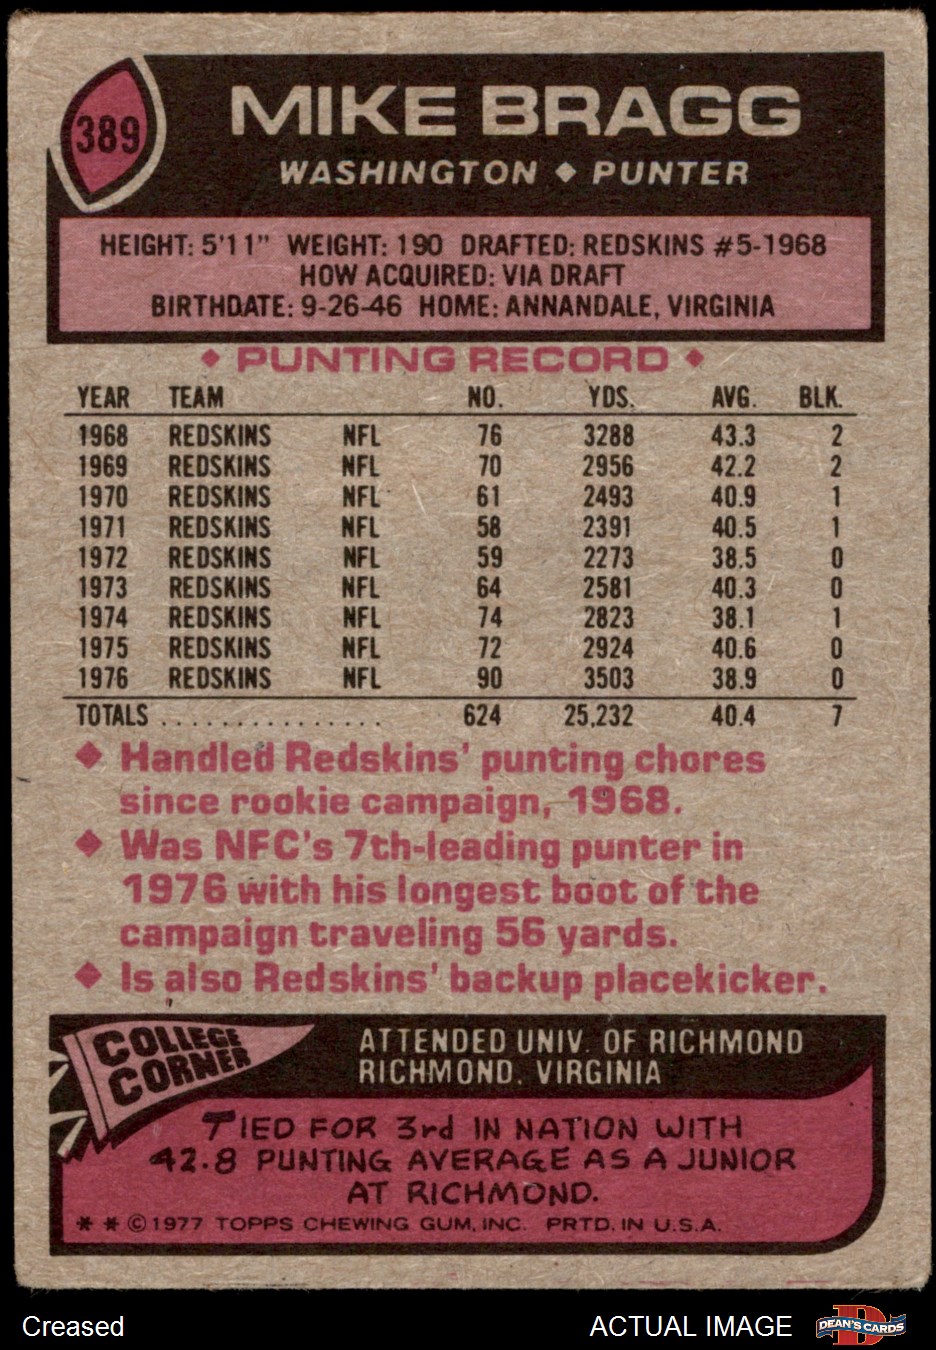 389
MIKE BRAGG
WASHINGTON ♦ PUNTER
HEIGHT: 5'11" WEIGHT: 190 DRAFTED: REDSKINS #5-1968
HOW ACQUIRED: VIA DRAFT
BIRTHDATE: 9-26-46 HOME: ANNANDALE, VIRGINIA
♦ PUNTING RECORD ♦
YEAR TEAM NO. YDS. AVG. BLK.
1968 REDSKINS NFL 76 3288 43.3 2
1969 REDSKINS NFL 70 2956 42.2 2
1970 REDSKINS NFL 61 2493 40.9 1
1971 REDSKINS NFL 58 2391 40.5 1
1972 REDSKINS NFL 59 2273 38.5 0
1973 REDSKINS NFL 64 2581 40.3 0
1974 REDSKINS NFL 74 2823 38.1 1
1975 REDSKINS NFL 72 2924 40.6 0
1976 REDSKINS NFL 90 3503 38.9 0
TOTALS ............... 624 25,232 40.4 7
♦ Handled Redskins' punting chores
since rookie campaign, 1968.
♦ Was NFC's 7th-leading punter in
1976 with his longest boot of the
campaign traveling 56 yards.
♦ Is also Redskins' backup placekicker.
COLLEGE
CORNER
ATTENDED UNIV. OF RICHMOND
RICHMOND, VIRGINIA
TIED FOR 3rd IN NATION WITH
42.8 PUNTING AVERAGE AS A JUNIOR
AT RICHMOND.
* * © 1977 TOPPS CHEWING GUM, INC. PRTD. IN U.S.A.
Creased
ACTUAL IMAGE
D
DEAN'S CARDS